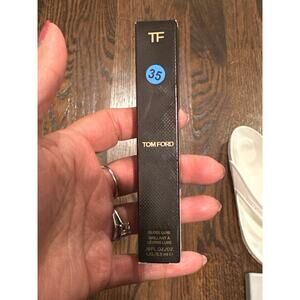 TF
35
TOM FORD
GLOSS LUXE
BRILLANT À
LÈVRES LUXE